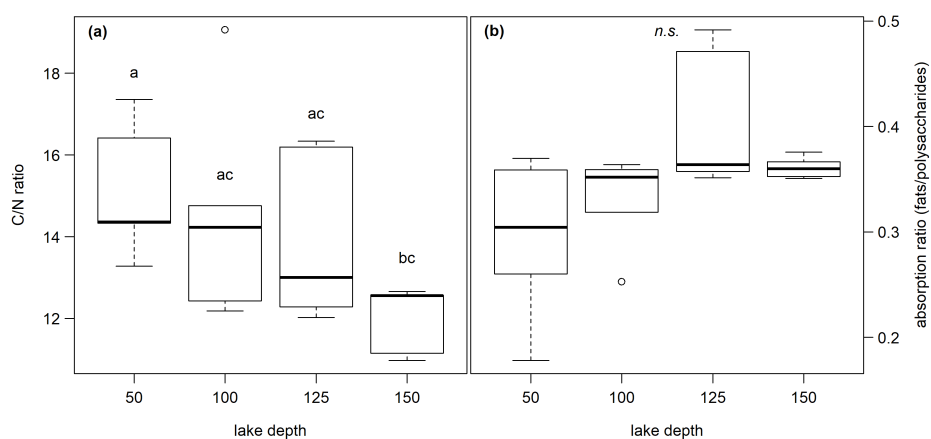 (a)
(b)
n.s.
a
ac
ac
bc
C/N ratio
18
16
14
12
0.5
0.4
0.3
0.2
absorption ratio (fats/polysaccharides)
50 100 125 150
50 100 125 150
lake depth
lake depth